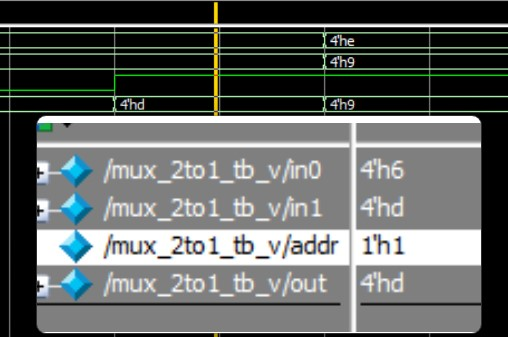 4'he
4'h9
4'hd 4'h9
/mux_2to1_tb_v/in0 4'h6
/mux_2to1_tb_v/in1 4'hd
/mux_2to1_tb_v/addr 1'h1
/mux_2to1_tb_v/out 4'hd